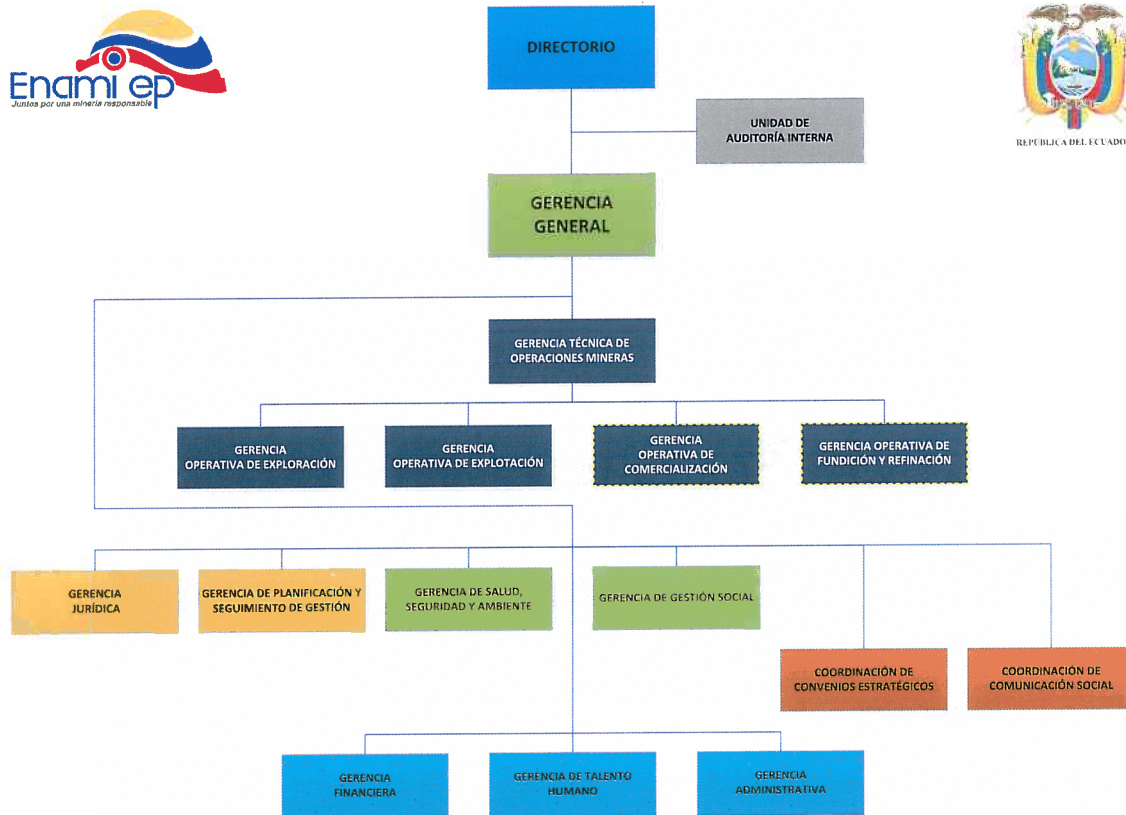 Enami ep
Juntos por una minería responsable
DIRECTORIO
REPÚBLICA DEL ECUADOR
UNIDAD DE
AUDITORÍA INTERNA
GERENCIA
GENERAL
GERENCIA TÉCNICA DE
OPERACIONES MINERAS
GERENCIA
OPERATIVA DE EXPLORACIÓN
GERENCIA
OPERATIVA DE EXPLOTACIÓN
GERENCIA
OPERATIVA DE
COMERCIALIZACIÓN
GERENCIA OPERATIVA DE
FUNDICIÓN Y REFINACIÓN
GERENCIA
JURÍDICA
GERENCIA DE PLANIFICACIÓN Y
SEGUIMIENTO DE GESTIÓN
GERENCIA DE SALUD,
SEGURIDAD Y AMBIENTE
GERENCIA DE GESTIÓN SOCIAL
COORDINACIÓN DE
CONVENIOS ESTRATÉGICOS
COORDINACIÓN DE
COMUNICACIÓN SOCIAL
GERENCIA
FINANCIERA
GERENCIA DE TALENTO
HUMANO
GERENCIA
ADMINISTRATIVA